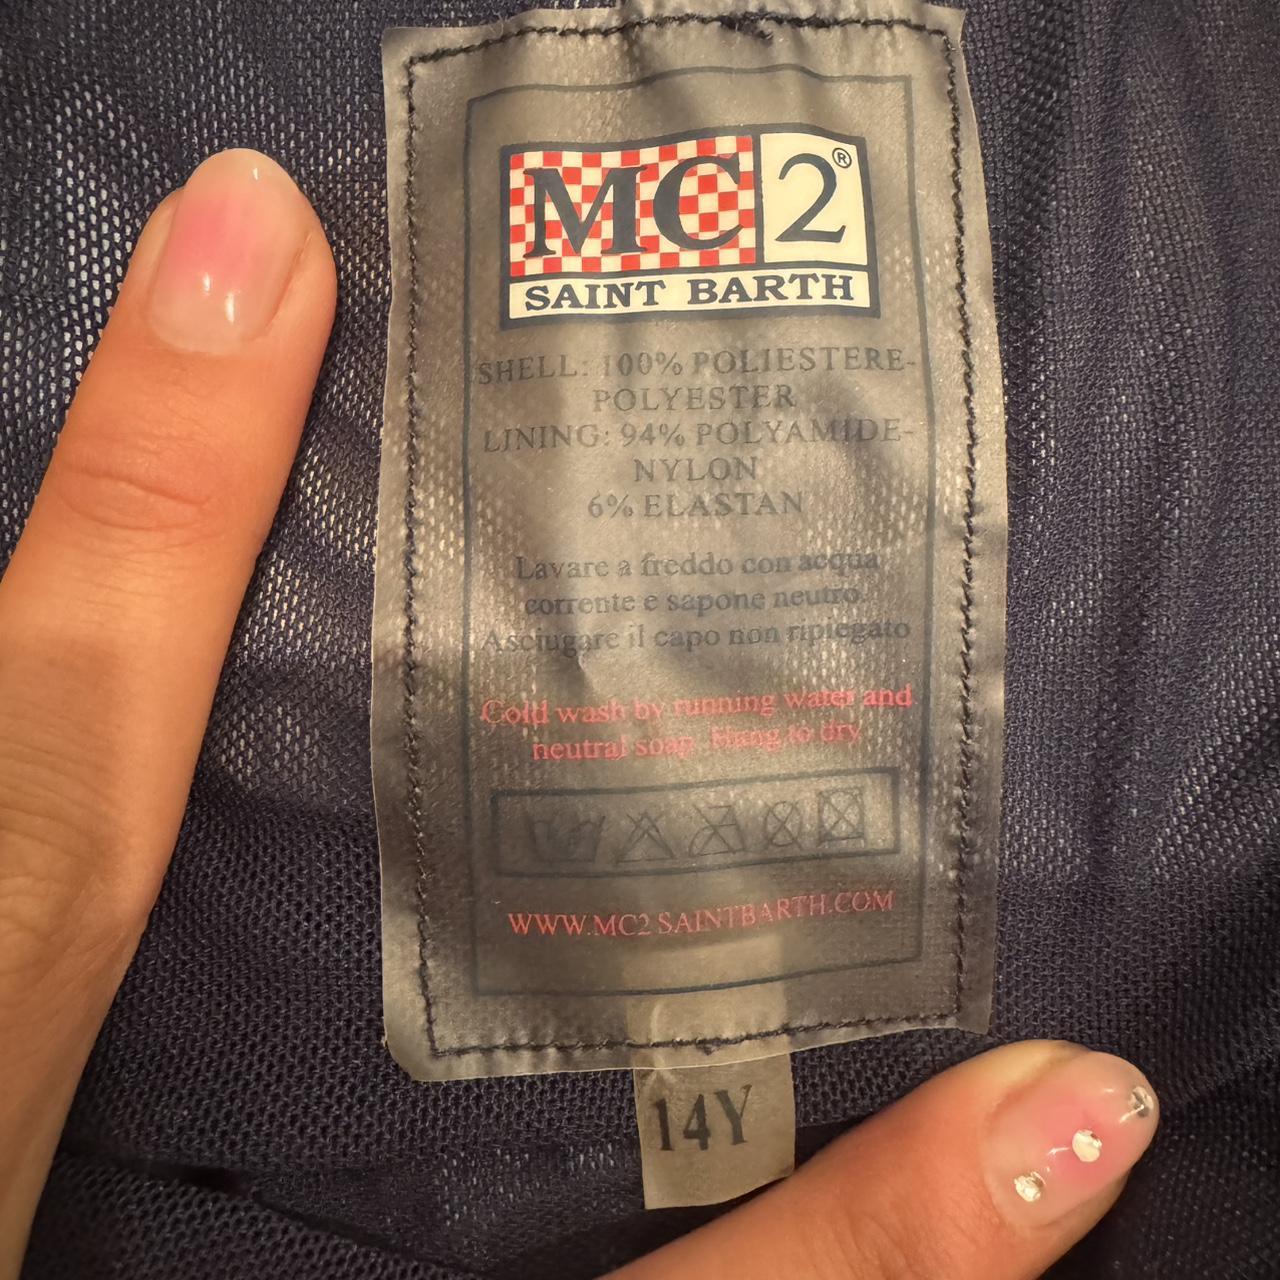 MC2®
SAINT BARTH
SHELL: 100% POLIESTERE-
POLYESTER
LINING: 94% POLYAMIDE-
NYLON
6% ELASTAN
Lavare a freddo con acqua
corrente e sapone neutro.
Asciugare il capo non ripiegato
Cold wash by running water and
neutral soap. Hang to dry
WWW.MC2 SAINTBARTH.COM
14Y